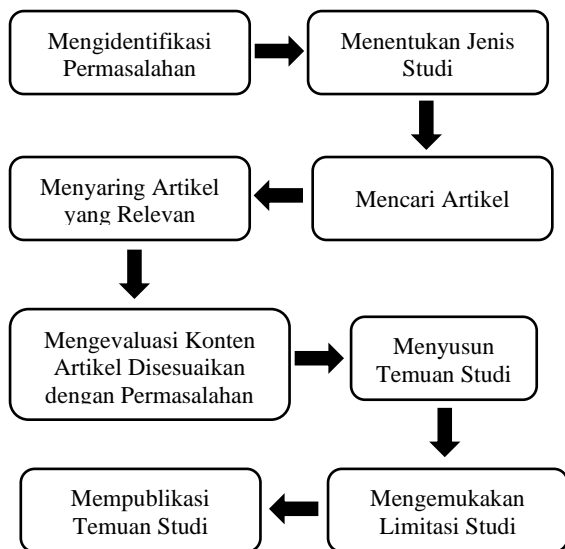 Mengidentifikasi
Permasalahan
Menentukan Jenis
Studi
Mencari Artikel
Menyaring Artikel
yang Relevan
Mengevaluasi Konten
Artikel Disesuaikan
dengan Permasalahan
Menyusun
Temuan Studi
Mengemukakan
Limitasi Studi
Mempublikasi
Temuan Studi